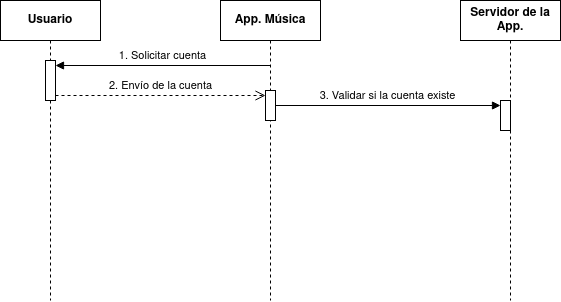 Usuario
App. Música
Servidor de la
App.
1. Solicitar cuenta
2. Envío de la cuenta
3. Validar si la cuenta existe